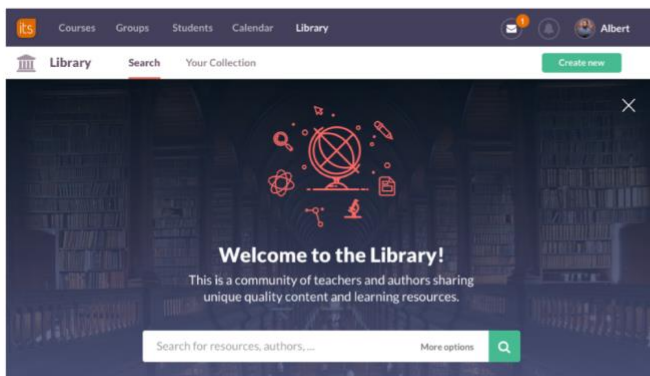 its Courses Groups Students Calendar Library 1 Albert
Library Search Your Collection Create new
Welcome to the Library!
This is a community of teachers and authors sharing
unique quality content and learning resources.
Search for resources, authors, ... More options